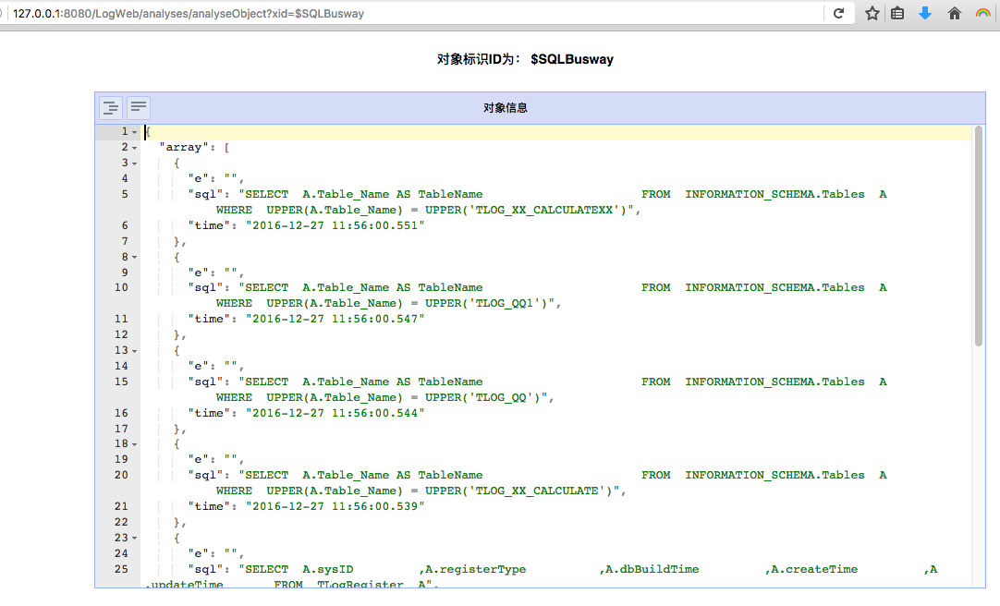 127.0.0.1:8080/LogWeb/analyses/analyseObject?xid=$SQLBusway
对象标识ID为： $SQLBusway
对象信息
1 {
2 "array": [
3 {
4 "e": "",
5 "sql": "SELECT A.Table_Name AS TableName FROM INFORMATION_SCHEMA.Tables A
WHERE UPPER(A.Table_Name) = UPPER('TLOG_XX_CALCULATEXX')",
6 "time": "2016-12-27 11:56:00.551"
7 },
8 {
9 "e": "",
10 "sql": "SELECT A.Table_Name AS TableName FROM INFORMATION_SCHEMA.Tables A
WHERE UPPER(A.Table_Name) = UPPER('TLOG_QQ1')",
11 "time": "2016-12-27 11:56:00.547"
12 },
13 {
14 "e": "",
15 "sql": "SELECT A.Table_Name AS TableName FROM INFORMATION_SCHEMA.Tables A
WHERE UPPER(A.Table_Name) = UPPER('TLOG_QQ')",
16 "time": "2016-12-27 11:56:00.544"
17 },
18 {
19 "e": "",
20 "sql": "SELECT A.Table_Name AS TableName FROM INFORMATION_SCHEMA.Tables A
WHERE UPPER(A.Table_Name) = UPPER('TLOG_XX_CALCULATE')",
21 "time": "2016-12-27 11:56:00.539"
22 },
23 {
24 "e": "",
25 "sql": "SELECT A.sysID ,A.registerType ,A.dbBuildTime ,A.createTime ,A
.updateTime FROM TLogRegister A",